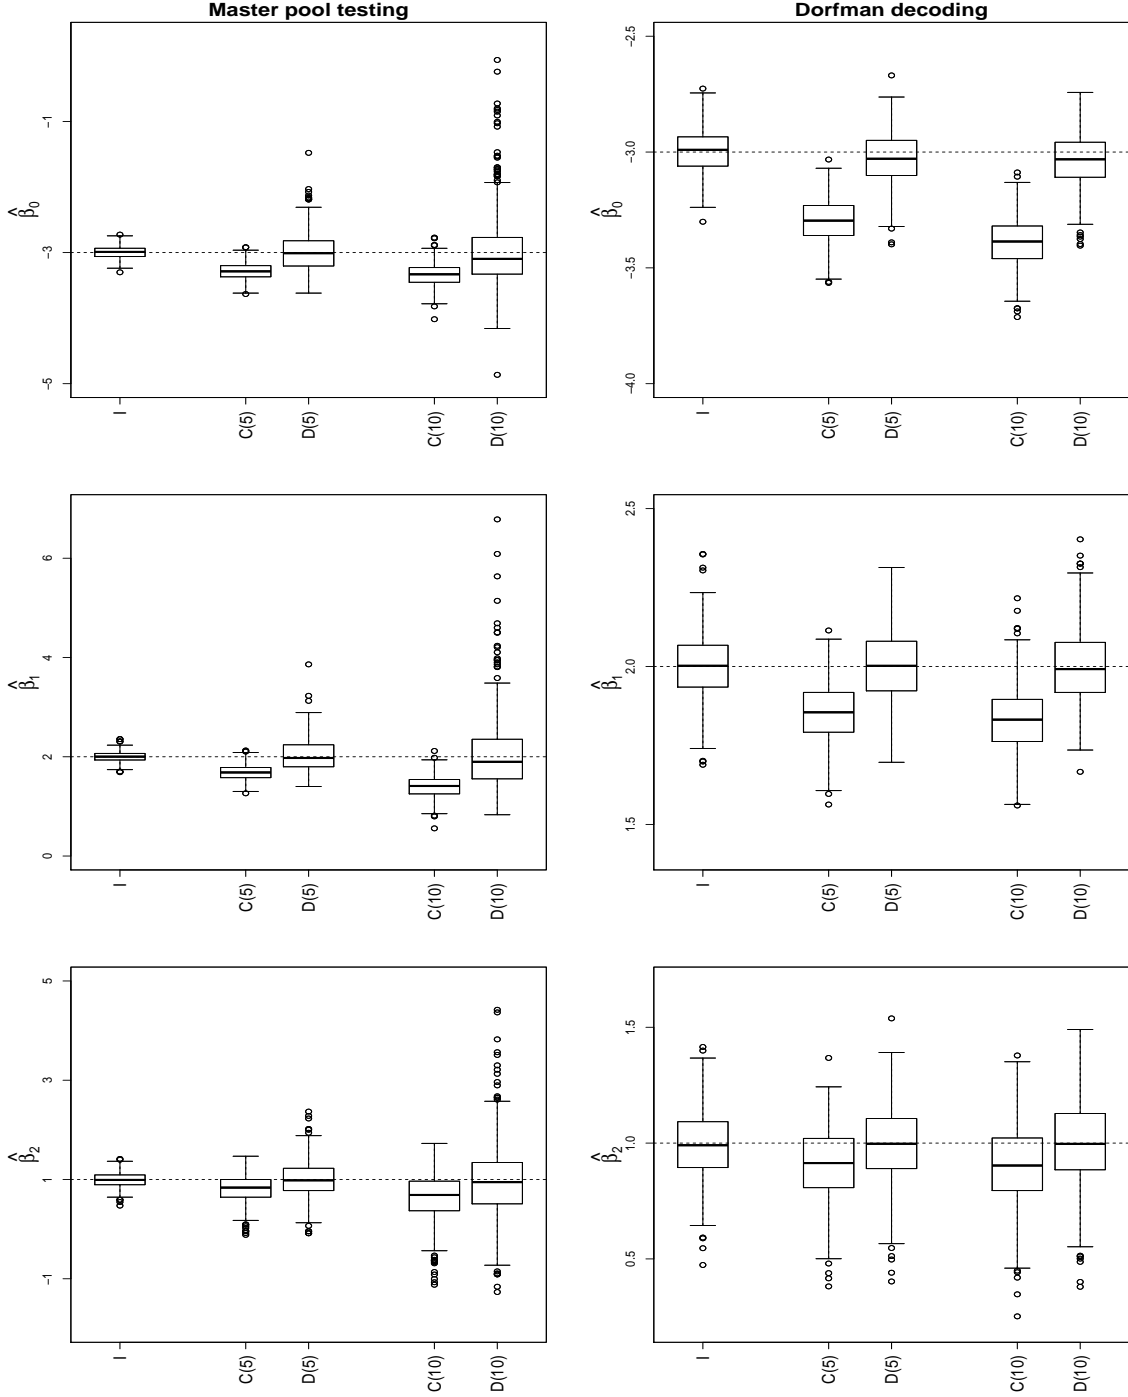 Master pool testing
Dorfman decoding
β̂0
-1
-3
-5
I
C(5)
D(5)
C(10)
D(10)
β̂0
-2.5
-3.0
-3.5
-4.0
I
C(5)
D(5)
C(10)
D(10)
β̂1
6
4
2
0
I
C(5)
D(5)
C(10)
D(10)
β̂1
2.5
2.0
1.5
I
C(5)
D(5)
C(10)
D(10)
β̂2
5
3
1
-1
I
C(5)
D(5)
C(10)
D(10)
β̂2
1.5
1.0
0.5
I
C(5)
D(5)
C(10)
D(10)